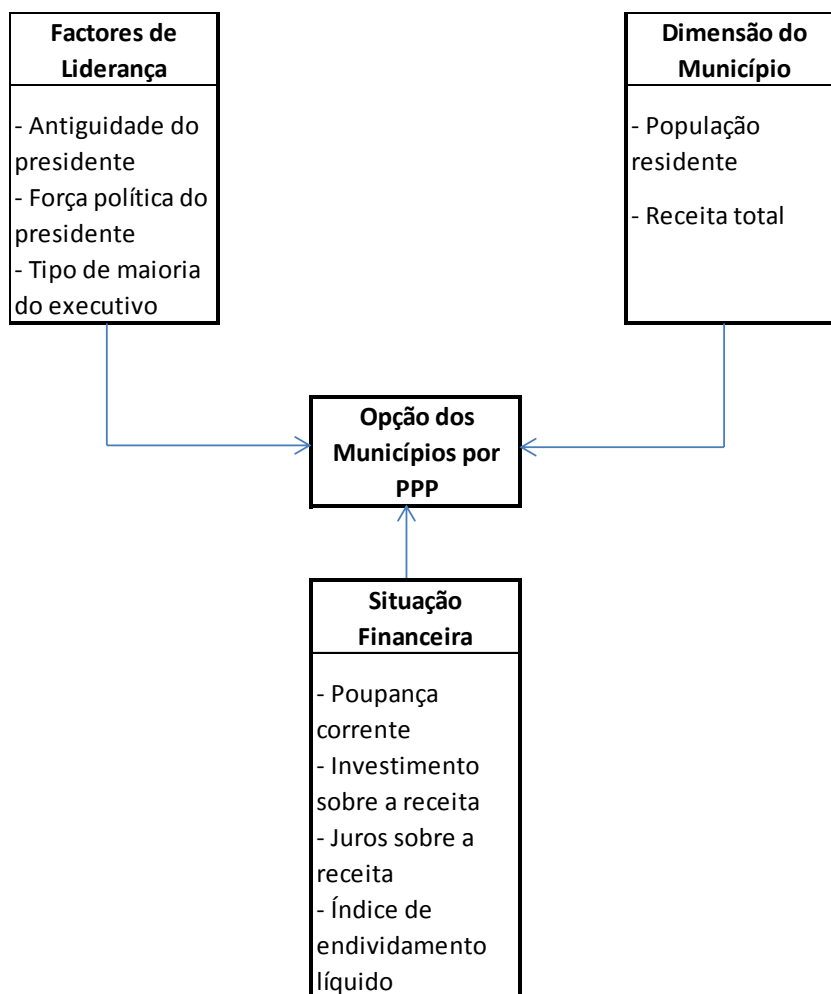 Factores de
Liderança
- Antiguidade do
presidente
- Força política do
presidente
- Tipo de maioria
do executivo
Dimensão do
Município
- População
residente
- Receita total
Opção dos
Municípios por
PPP
Situação
Financeira
- Poupança
corrente
- Investimento
sobre a receita
- Juros sobre a
receita
- Índice de
endividamento
líquido